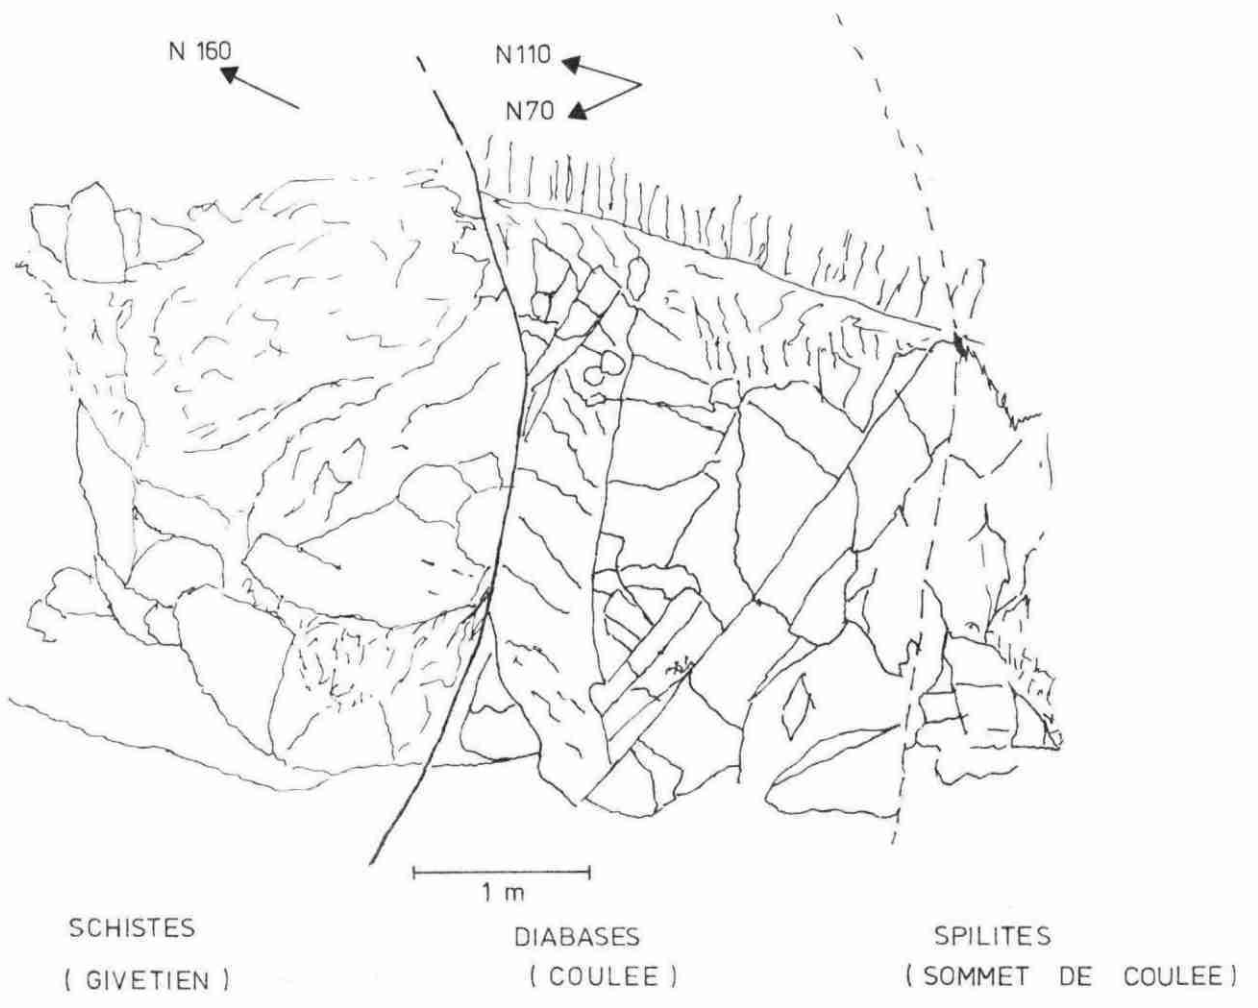 N 160
N110
N70
1 m
SCHISTES
( GIVETIEN )
DIABASES
( COULEE )
SPILITES
( SOMMET DE COULEE )